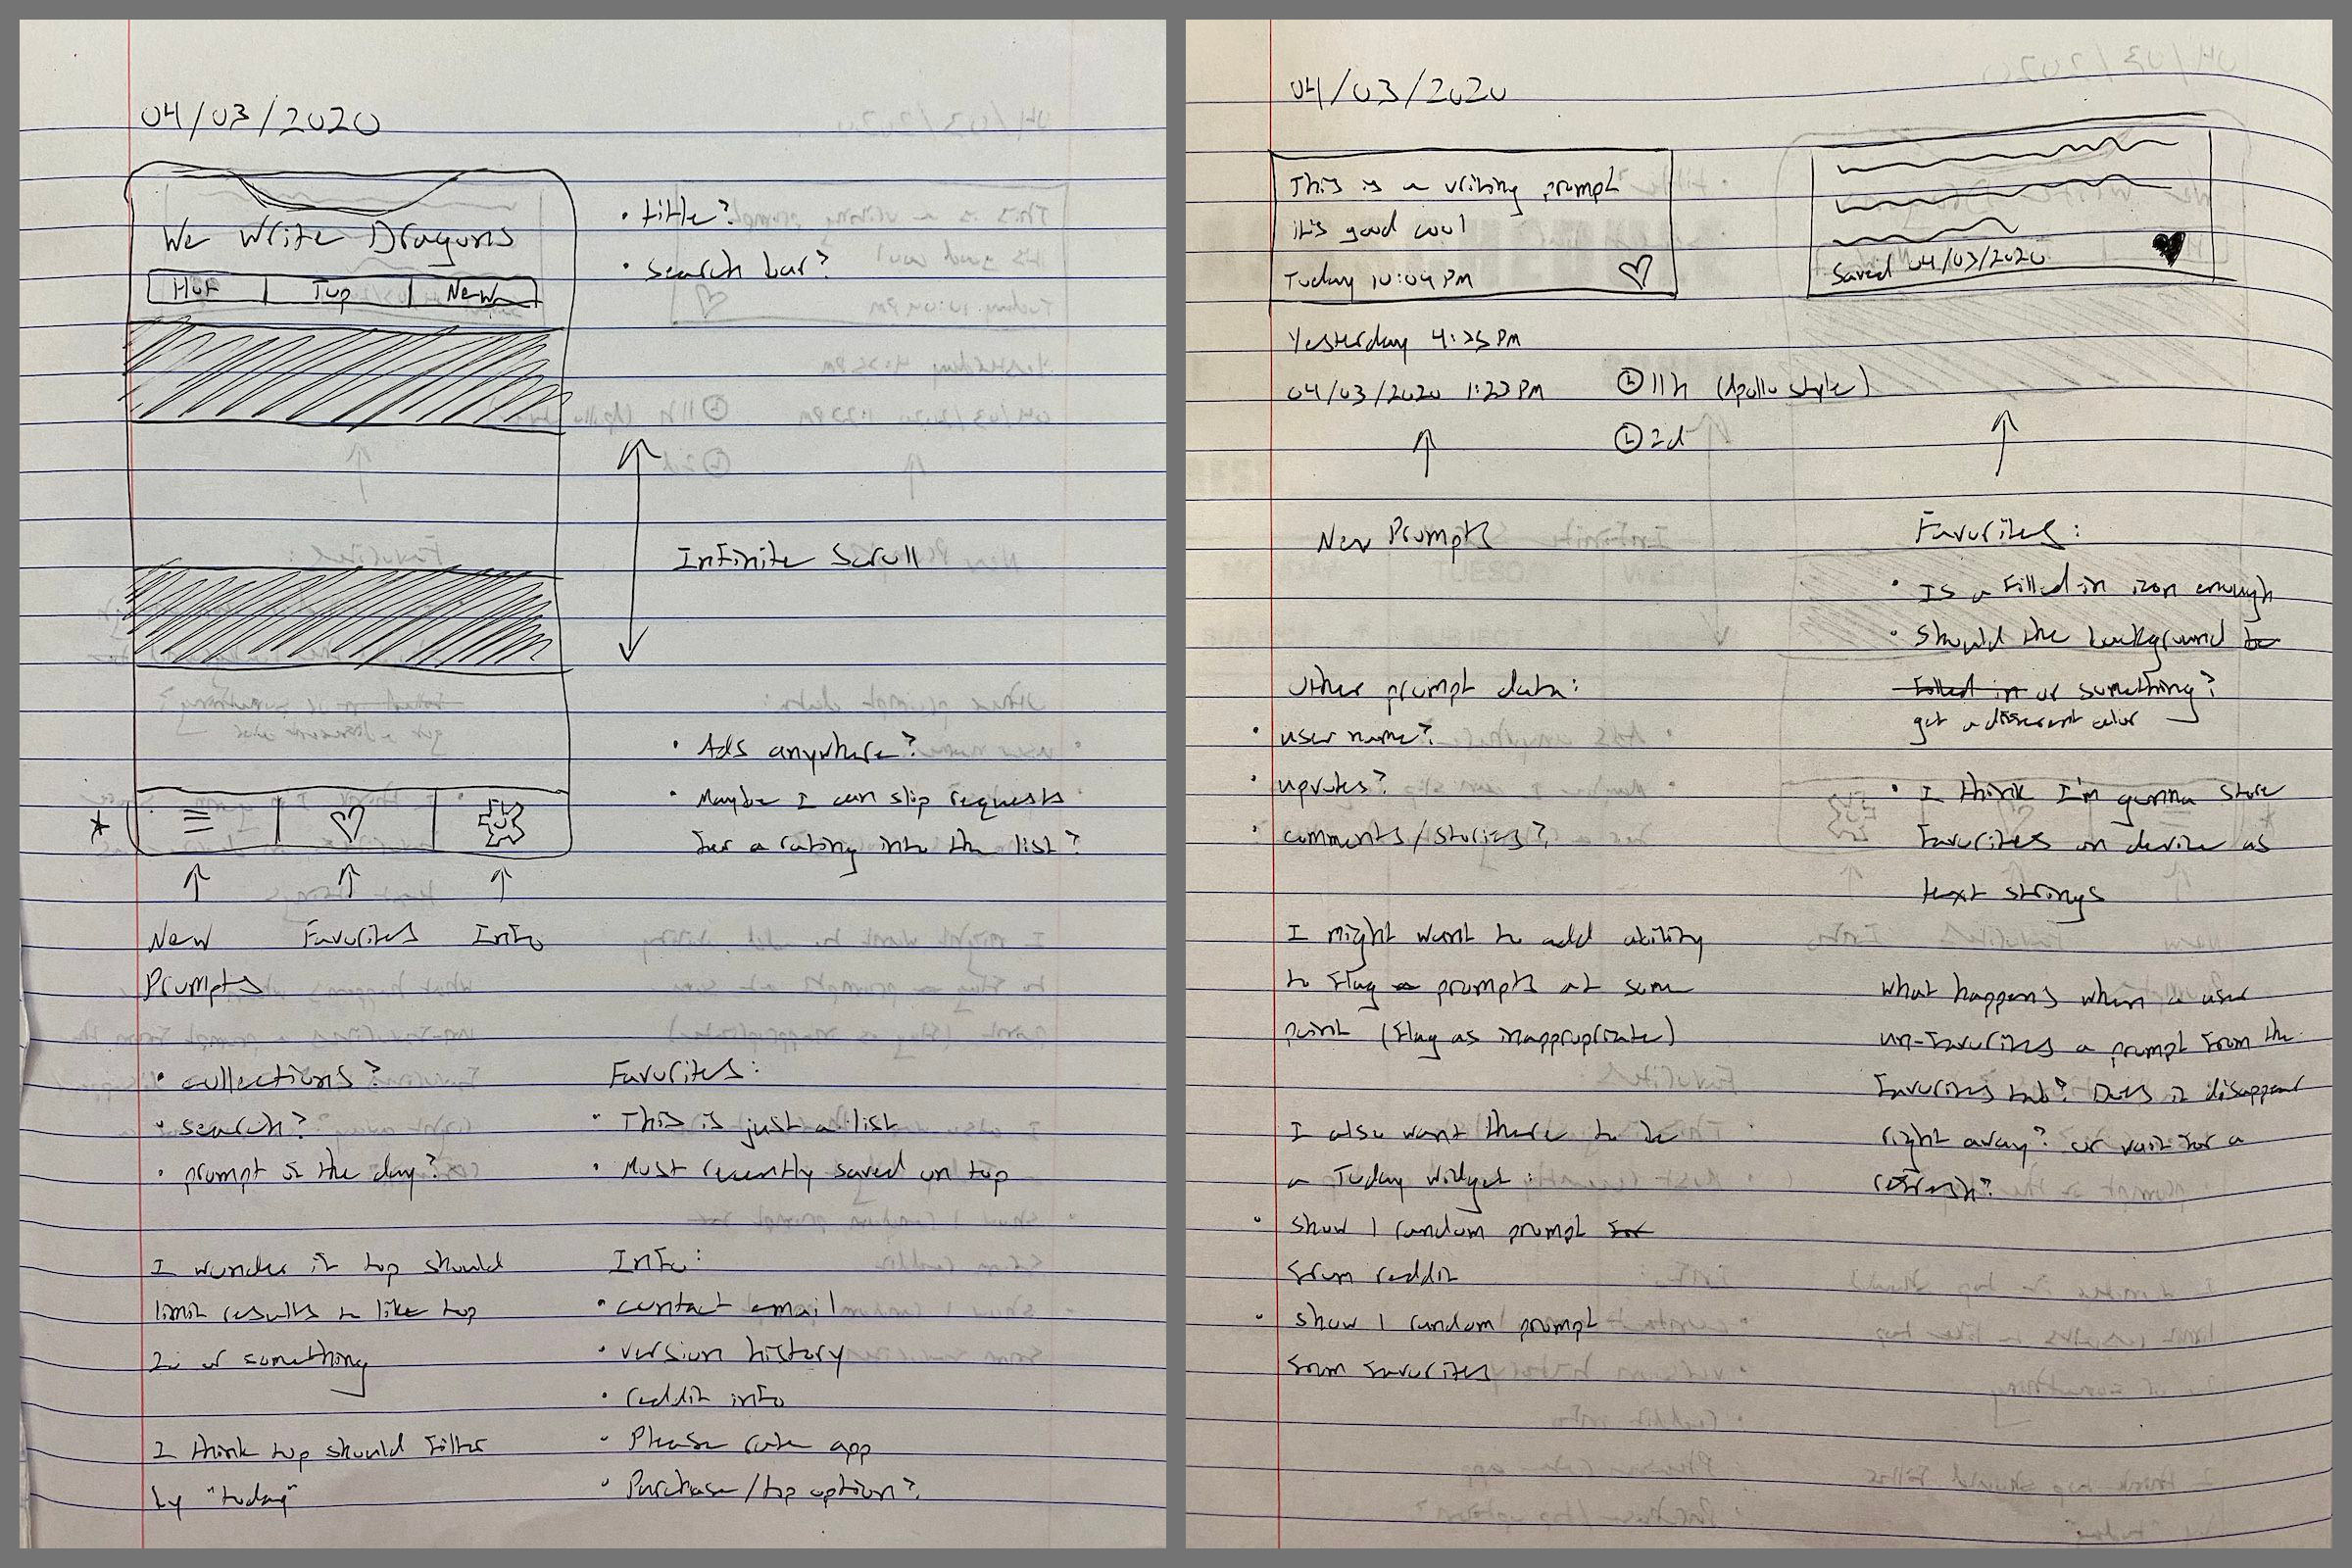 04/03/2020
We Write Dragons
Hot Top New
• title?
• search bar?
Infinite Scroll
• Ads anywhere?
• Maybe I can slip requests
for a rating into the list?
*
New Favorites Info
Prompts
• collections?
• search?
• prompt of the day?
I wonder if top should
limit results to like top
20 or something
I think top should filter
by "today"
Favorites:
• This is just a list
• Most recently saved on top
Info:
• contact email
• version history
• reddit info
• Please rate app
• Purchase/tip option?
04/03/2020
This is a writing prompt
it's good cool
Today 10:04 PM
Yesterday 4:25 PM
04/03/2020 1:23 PM
11h (Apollo style)
2d
New Prompts
Other prompt data:
• user name?
• upvotes?
• comments/stories?
I might want to add ability
to flag prompts at some
point (flag as inappropriate)
I also want there to be
a Today widget:
• show 1 random prompt for
from reddit
• show 1 random prompt
from favorites
Saved 04/03/2020
Favorites:
• Is a filled in icon enough
• Should the background be
filled in or something?
get a different color
• I think I'm gonna store
favorites on device as
text strings
What happens when a user
un-favorites a prompt from the
favorites tab? Does it disappear
right away? or wait for a
refresh?